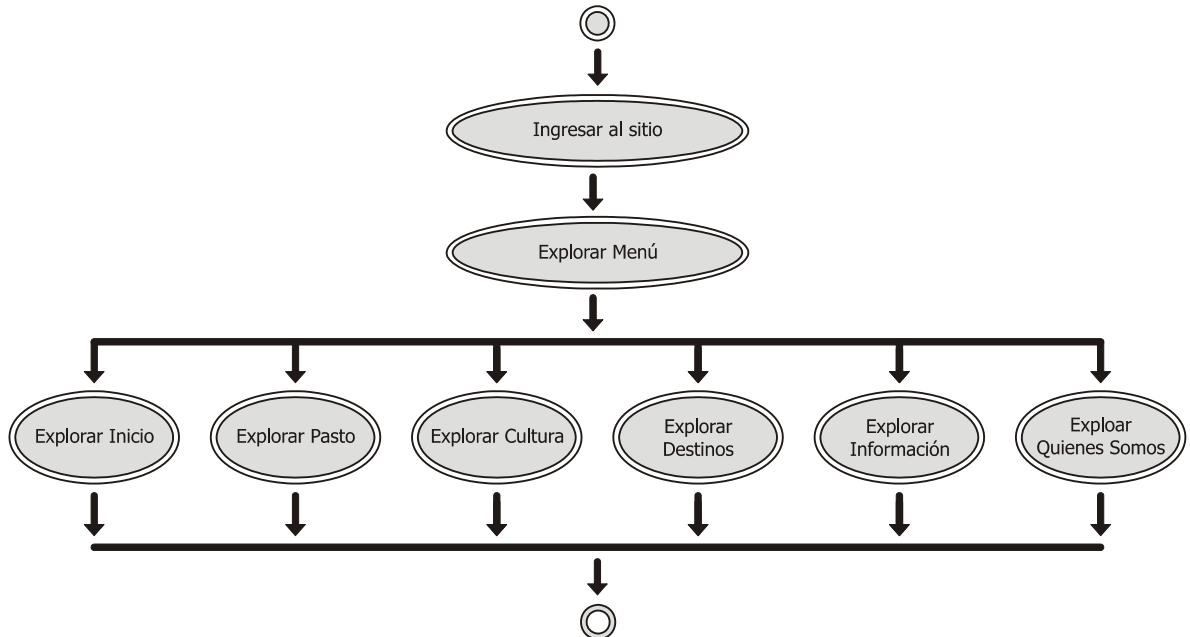 Ingresar al sitio
Explorar Menú
Explorar Inicio
Explorar Pasto
Explorar Cultura
Explorar
Destinos
Explorar
Información
Exploar
Quienes Somos